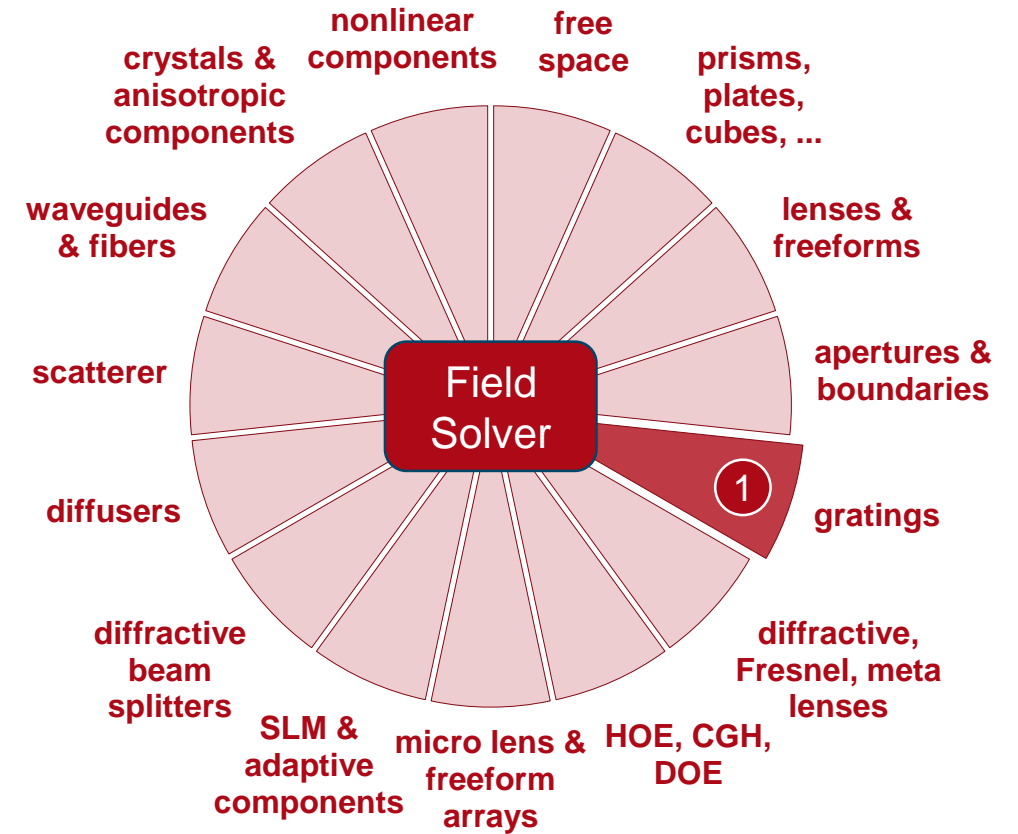 nonlinear
components
free
space
prisms,
plates,
cubes, ...
lenses &
freeforms
apertures &
boundaries
gratings
diffractive,
Fresnel, meta
lenses
HOE, CGH,
DOE
micro lens &
freeform
arrays
SLM &
adaptive
components
diffractive
beam
splitters
diffusers
scatterer
waveguides
& fibers
crystals &
anisotropic
components
Field
Solver
1